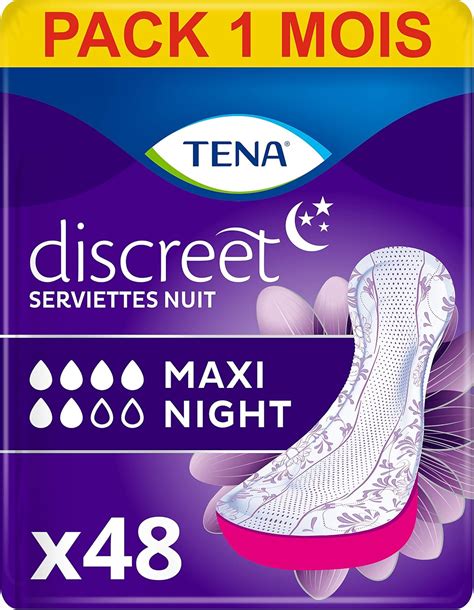 PACK 1 MOIS
TENA®
discreet
SERVIETTES NUIT
MAXI
NIGHT
x48